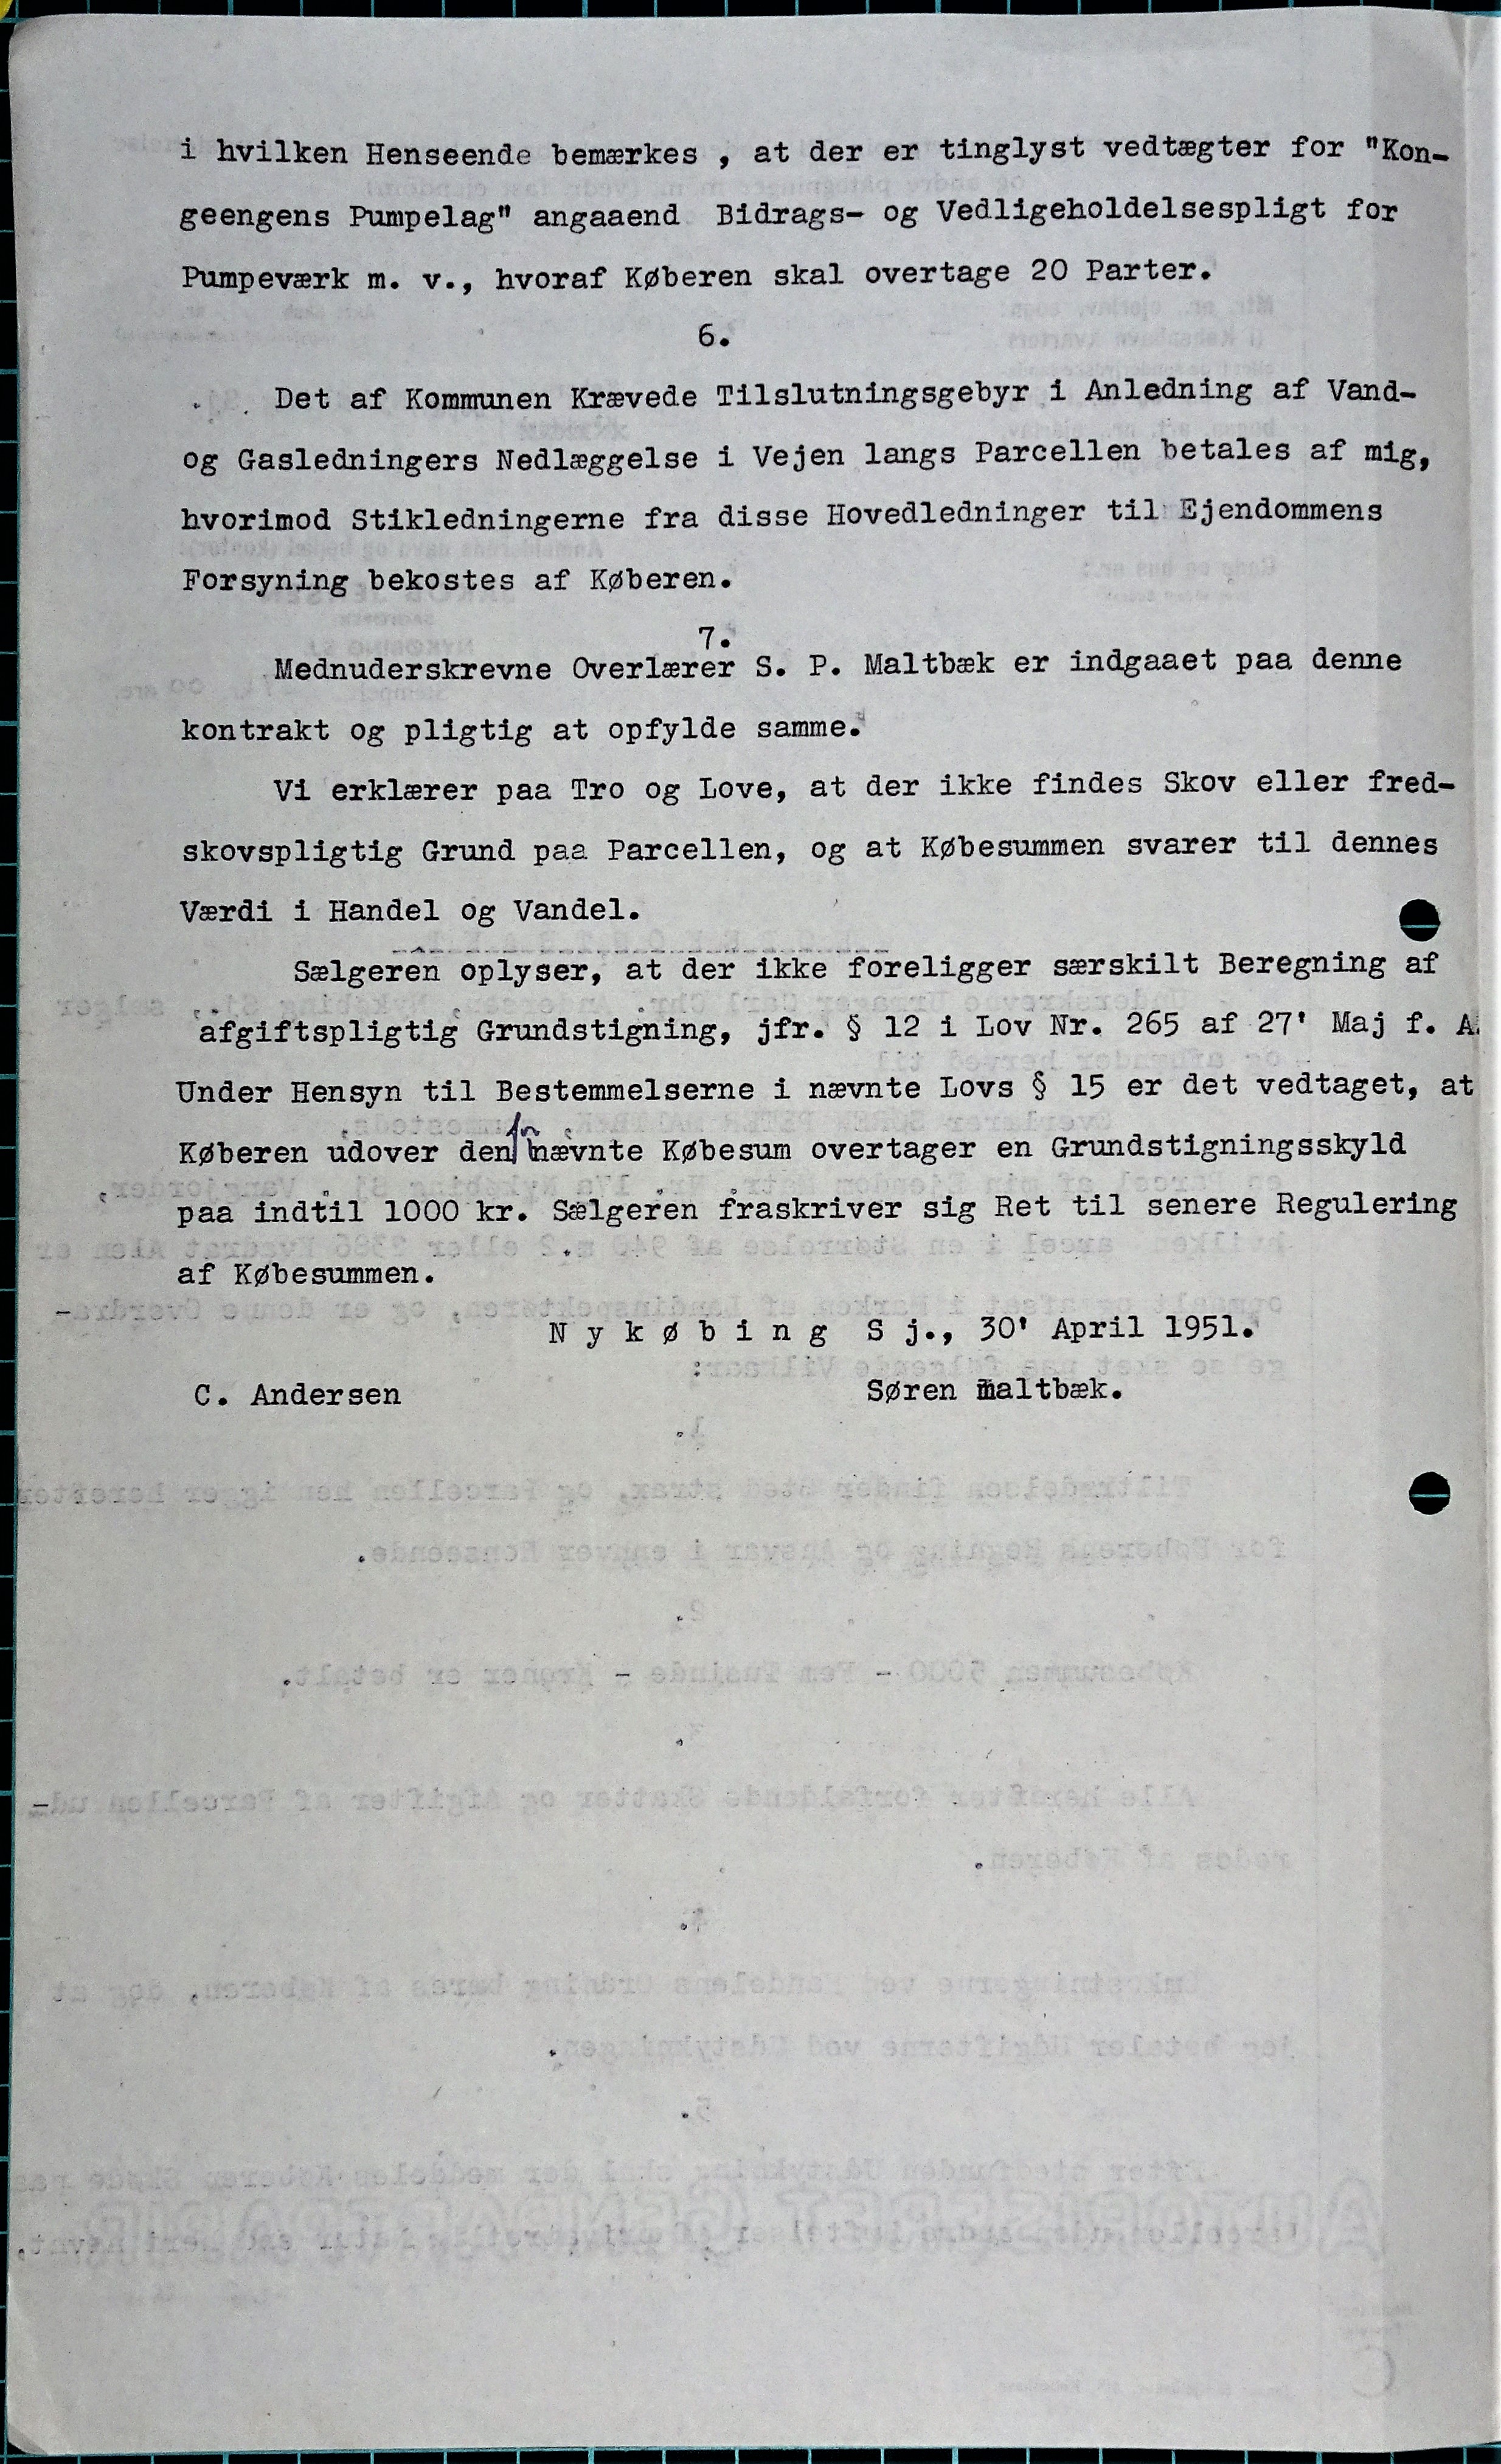 i hvilken Henseende bemærkes , at der er tinglyst vedtægter for "Kon-
geengens Pumpelag" angaaend Bidrags- og Vedligeholdelsespligt for
Pumpeværk m. v., hvoraf Køberen skal overtage 20 Parter.
6.
Det af Kommunen Krævede Tilslutningsgebyr i Anledning af Vand-
og Gasledningers Nedlæggelse i Vejen langs Parcellen betales af mig,
hvorimod Stikledningerne fra disse Hovedledninger til Ejendommens
Forsyning bekostes af Køberen.
7.
Mednuderskrevne Overlærer S. P. Maltbæk er indgaaet paa denne
kontrakt og pligtig at opfylde samme.
Vi erklærer paa Tro og Love, at der ikke findes Skov eller fred-
skovspligtig Grund paa Parcellen, og at Købesummen svarer til dennes
Værdi i Handel og Vandel.
Sælgeren oplyser, at der ikke foreligger særskilt Beregning af
afgiftspligtig Grundstigning, jfr. § 12 i Lov Nr. 265 af 27' Maj f. A.
Under Hensyn til Bestemmelserne i nævnte Lovs § 15 er det vedtaget, at
Køberen udover den nævnte Købesum overtager en Grundstigningsskyld
paa indtil 1000 kr. Sælgeren fraskriver sig Ret til senere Regulering
af Købesummen.
N y k ø b i n g S j., 30' April 1951.
C. Andersen Søren maltbæk.